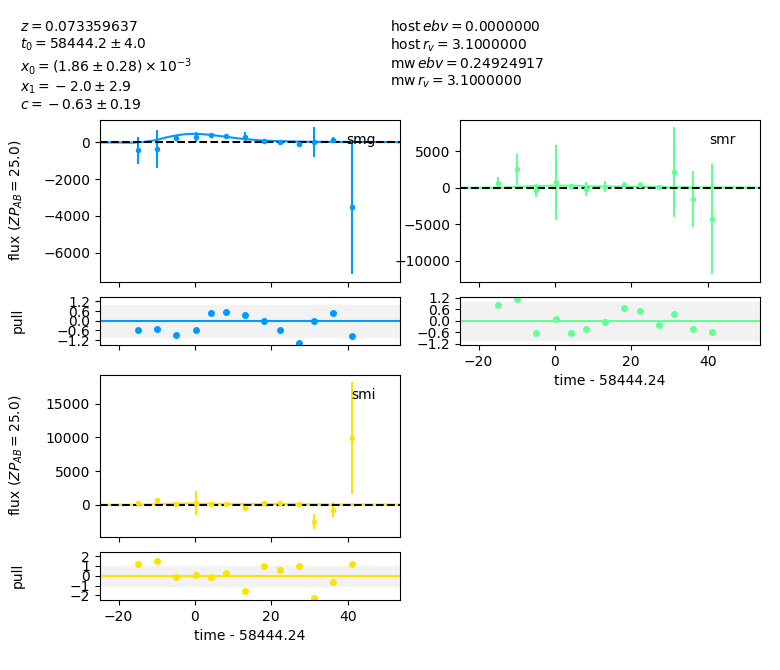 z = 0.073359637
t₀ = 58444.2 ± 4.0
x₀ = (1.86 ± 0.28) × 10⁻³
x₁ = −2.0 ± 2.9
c = −0.63 ± 0.19
host ebv = 0.0000000
host r_v = 3.1000000
mw ebv = 0.24924917
mw r_v = 3.1000000
smg
flux (ZP_AB = 25.0)
0
−2000
−4000
−6000
pull
1.2
0.6
0.0
−0.6
−1.2
smr
5000
0
−5000
−10000
1.2
0.6
0.0
−0.6
−1.2
−20 0 20 40
time - 58444.24
smi
flux (ZP_AB = 25.0)
15000
10000
5000
0
pull
2
1
0
−1
−2
−20 0 20 40
time - 58444.24